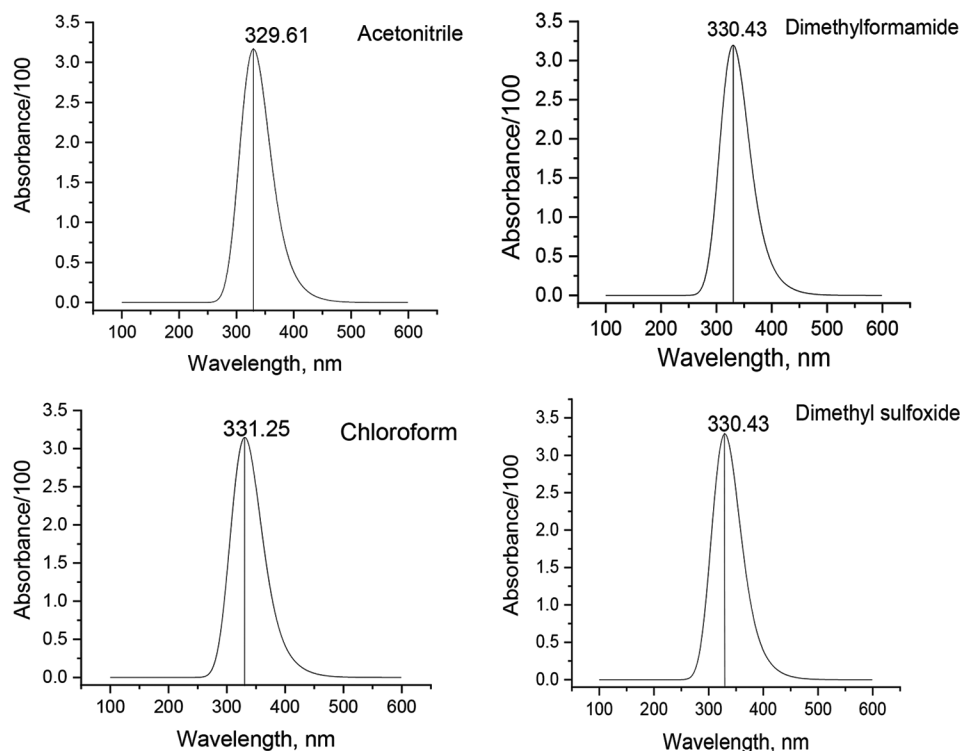 329.61
Acetonitrile
3.5
3.0
2.5
2.0
1.5
1.0
0.5
0.0
Absorbance/100
100 200 300 400 500 600
Wavelength, nm
330.43
Dimethylformamide
3.5
3.0
2.5
2.0
1.5
1.0
0.5
0.0
Absorbance/100
100 200 300 400 500 600
Wavelength, nm
331.25
Chloroform
3.5
3.0
2.5
2.0
1.5
1.0
0.5
0.0
Absorbance/100
100 200 300 400 500 600
Wavelength, nm
330.43
Dimethyl sulfoxide
3.5
3.0
2.5
2.0
1.5
1.0
0.5
0.0
Absorbance/100
100 200 300 400 500 600
Wavelength, nm